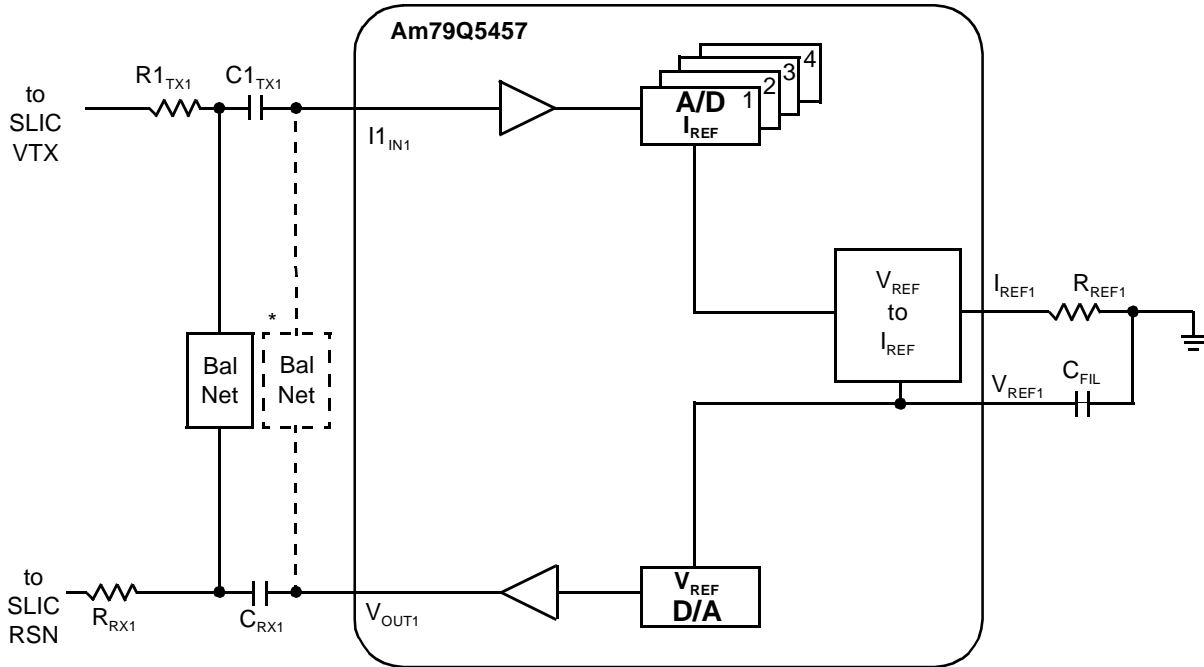 Am79Q5457
to
SLIC
VTX
R1TX1
C1TX1
I1IN1
4
3
2
1
A/D
IREF
VREF
to
IREF
IREF1
RREF1
VREF1
CFIL
*
Bal
Net
Bal
Net
to
SLIC
RSN
RRX1
CRX1
VOUT1
VREF
D/A